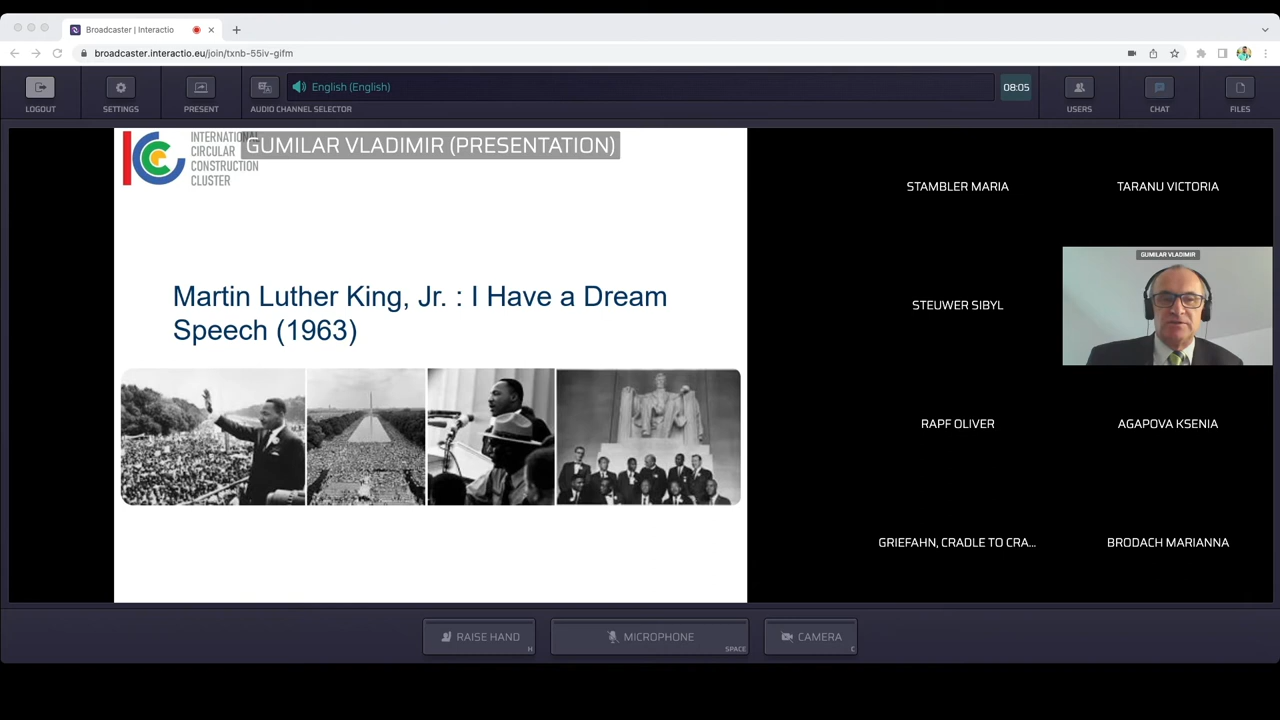 Broadcaster | Interactio
broadcaster.interactio.eu/join/txnb-55iv-gifm
LOGOUT
SETTINGS
PRESENT
AUDIO CHANNEL SELECTOR
English (English)
08:05
USERS
CHAT
FILES
INTERNATIONAL
CIRCULAR
CONSTRUCTION
CLUSTER
GUMILAR VLADIMIR (PRESENTATION)
Martin Luther King, Jr. : I Have a Dream
Speech (1963)
STAMBLER MARIA
TARANU VICTORIA
STEUWER SIBYL
GUMILAR VLADIMIR
RAPF OLIVER
AGAPOVA KSENIA
GRIEFAHN, CRADLE TO CRA...
BRODACH MARIANNA
RAISE HAND
H
MICROPHONE
SPACE
CAMERA
C